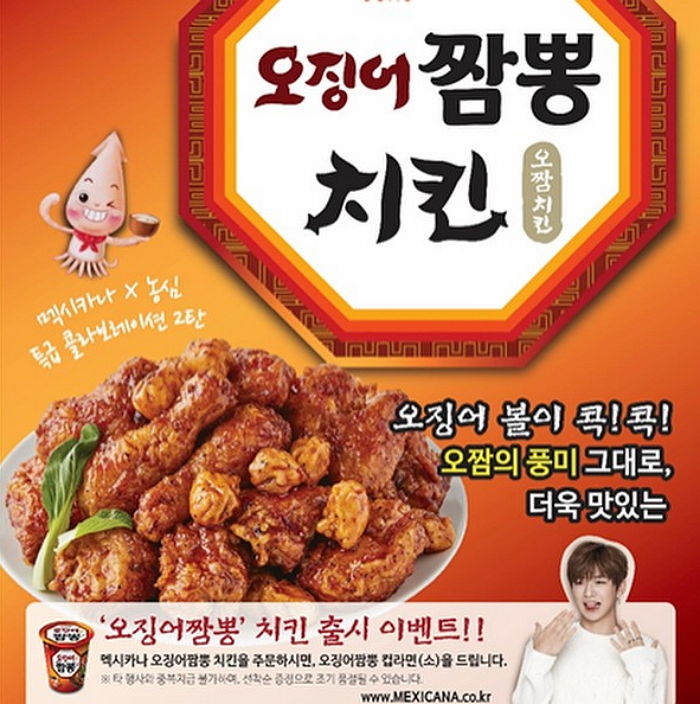 오징어 짬뽕
치킨
오짬치킨
멕시카나 × 농심
특급 콜라보레이션 2탄
오징어 볼이 콕!콕!
오짬의 풍미 그대로,
더욱 맛있는
'오징어짬뽕' 치킨 출시 이벤트!!
멕시카나 오징어짬뽕 치킨을 주문하시면, 오징어짬뽕 컵라면(소)을 드립니다.
※ 타 행사와 중복지급 불가하며, 선착순 증정으로 조기 품절될 수 있습니다.
www.MEXICANA.co.kr
오징어
짬뽕